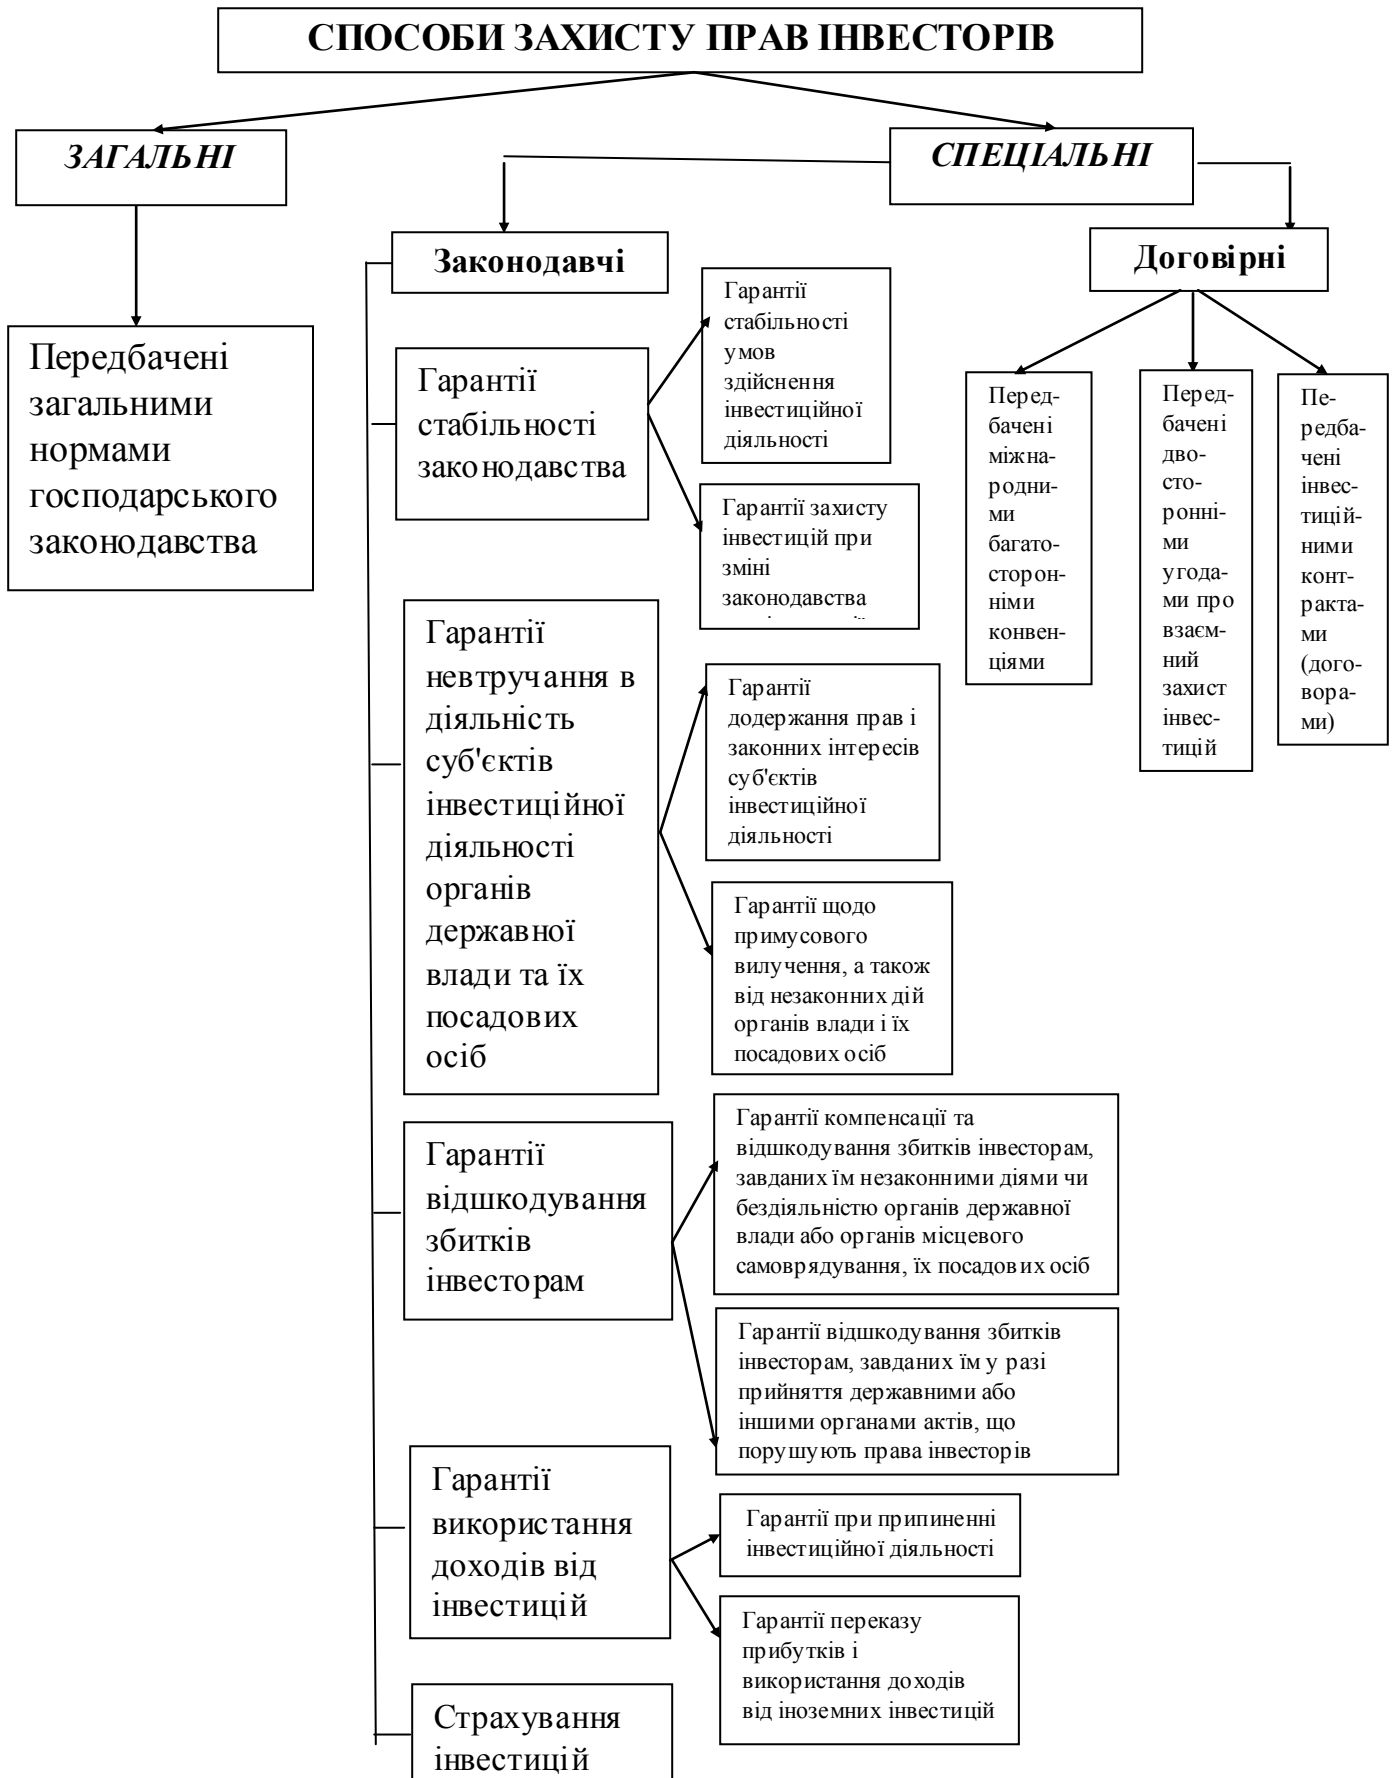 СПОСОБИ ЗАХИСТУ ПРАВ ІНВЕСТОРІВ
ЗАГАЛЬНІ
СПЕЦІАЛЬНІ
Передбачені
загальними
нормами
господарського
законодавства
Законодавчі
Гарантії
стабільності
законодавства
Гарантії
стабільності
умов
здійснення
інвестиційної
діяльності
Гарантії захисту
інвестицій при
зміні
законодавства
Гарантії
невтручання в
діяльність
суб'єктів
інвестиційної
діяльності
органів
державної
влади та їх
посадових
осіб
Гарантії
додержання прав і
законних інтересів
суб'єктів
інвестиційної
діяльності
Гарантії щодо
примусового
вилучення, а також
від незаконних дій
органів влади і їх
посадових осіб
Гарантії
відшкодування
збитків
інвесторам
Гарантії компенсації та
відшкодування збитків інвесторам,
завданих їм незаконними діями чи
бездіяльністю органів державної
влади або органів місцевого
самоврядування, їх посадових осіб
Гарантії відшкодування збитків
інвесторам, завданих їм у разі
прийняття державними або
іншими органами актів, що
порушують права інвесторів
Гарантії
використання
доходів від
інвестицій
Гарантії при припиненні
інвестиційної діяльності
Гарантії переказу
прибутків і
використання доходів
від іноземних інвестицій
Страхування
інвестицій
Договірні
Перед-
бачені
міжна-
родни-
ми
багато-
сторон-
німи
конвен-
ціями
Перед-
бачені
дво-
сто-
ронні-
ми
угода-
ми про
взаєм-
ний
захист
інвес-
тицій
Пе-
редба-
чені
інвес-
тицій-
ними
конт-
ракта-
ми
(дого-
вора-
ми)